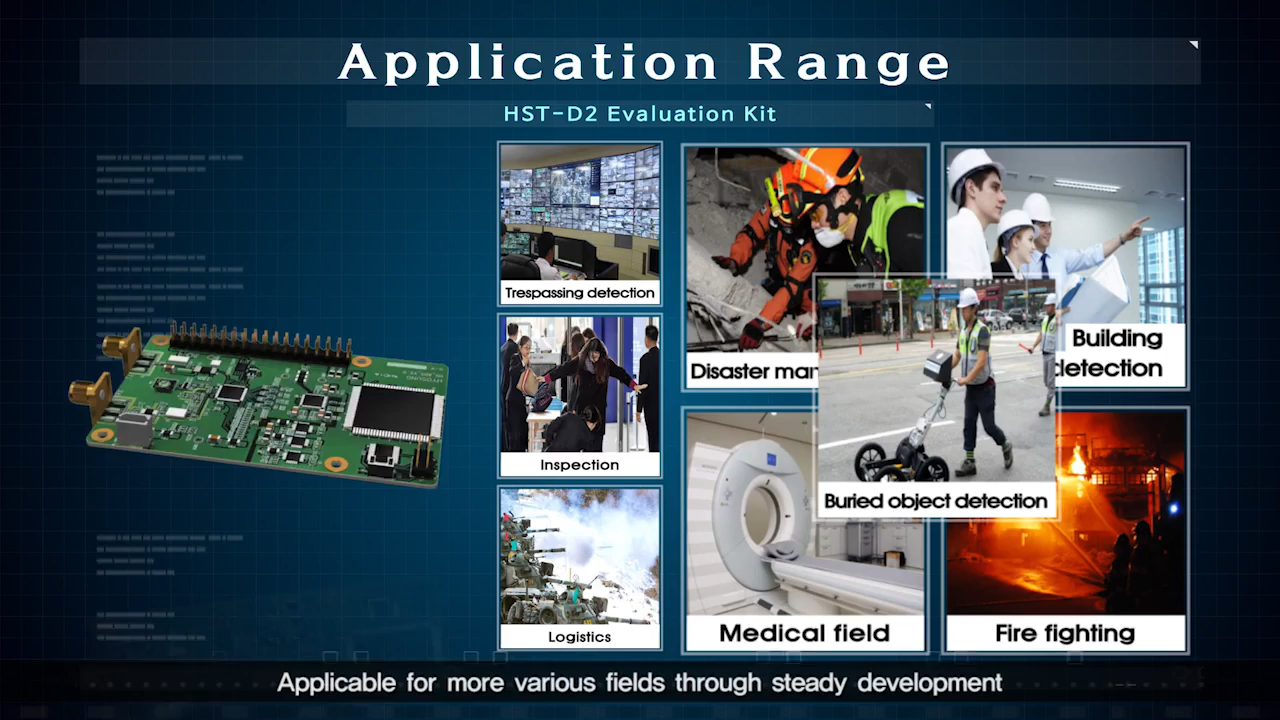 Application Range
HST-D2 Evaluation Kit
Trespassing detection
Inspection
Logistics
Disaster
Building
detection
Buried object detection
Medical field
Fire fighting
Applicable for more various fields through steady development